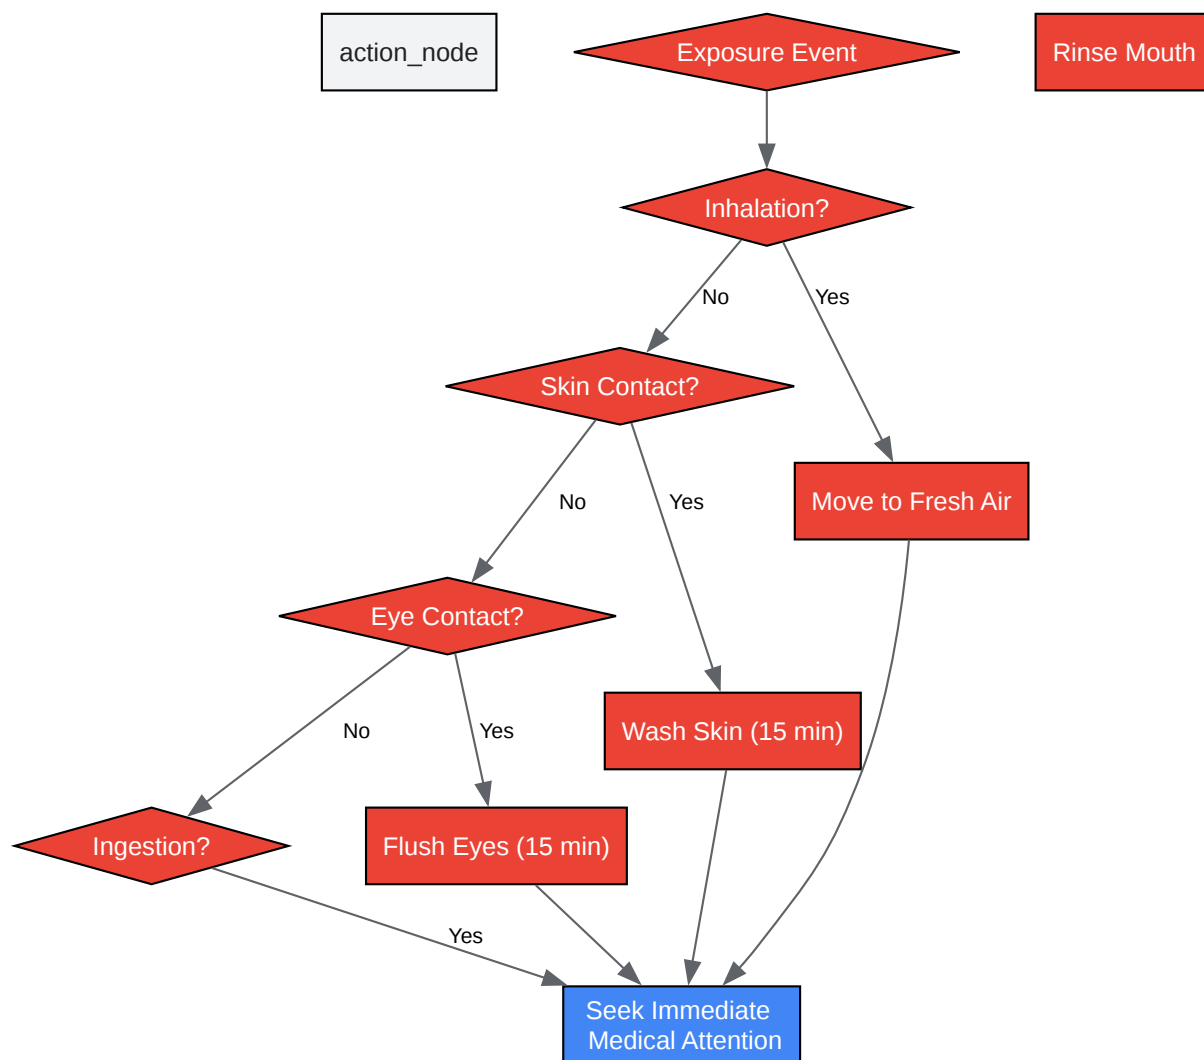 action_node
Exposure Event
Rinse Mouth
Inhalation?
No
Yes
Skin Contact?
No
Yes
Move to Fresh Air
Eye Contact?
No
Yes
Wash Skin (15 min)
Ingestion?
Flush Eyes (15 min)
Yes
Seek Immediate
Medical Attention